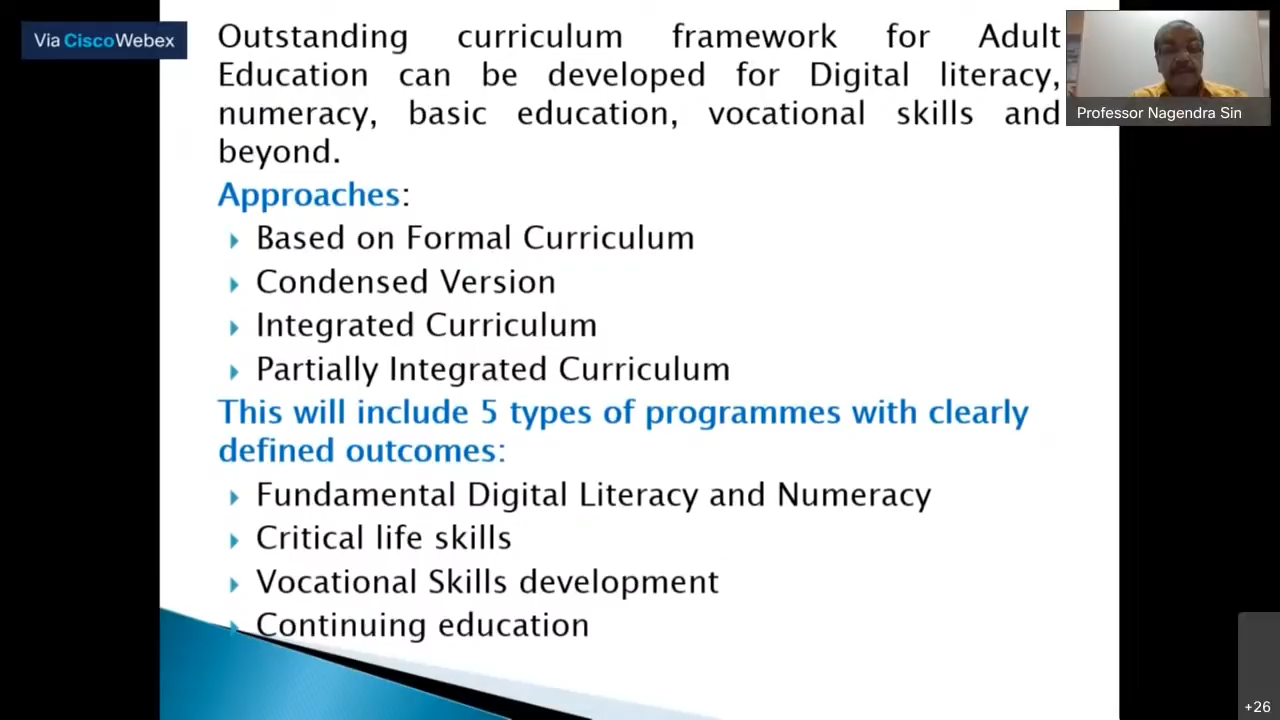 Via CiscoWebex
Outstanding curriculum framework for Adult
Education can be developed for Digital literacy,
numeracy, basic education, vocational skills and
beyond.
Approaches:
Based on Formal Curriculum
Condensed Version
Integrated Curriculum
Partially Integrated Curriculum
This will include 5 types of programmes with clearly
defined outcomes:
Fundamental Digital Literacy and Numeracy
Critical life skills
Vocational Skills development
Continuing education
Professor Nagendra Sin
+26